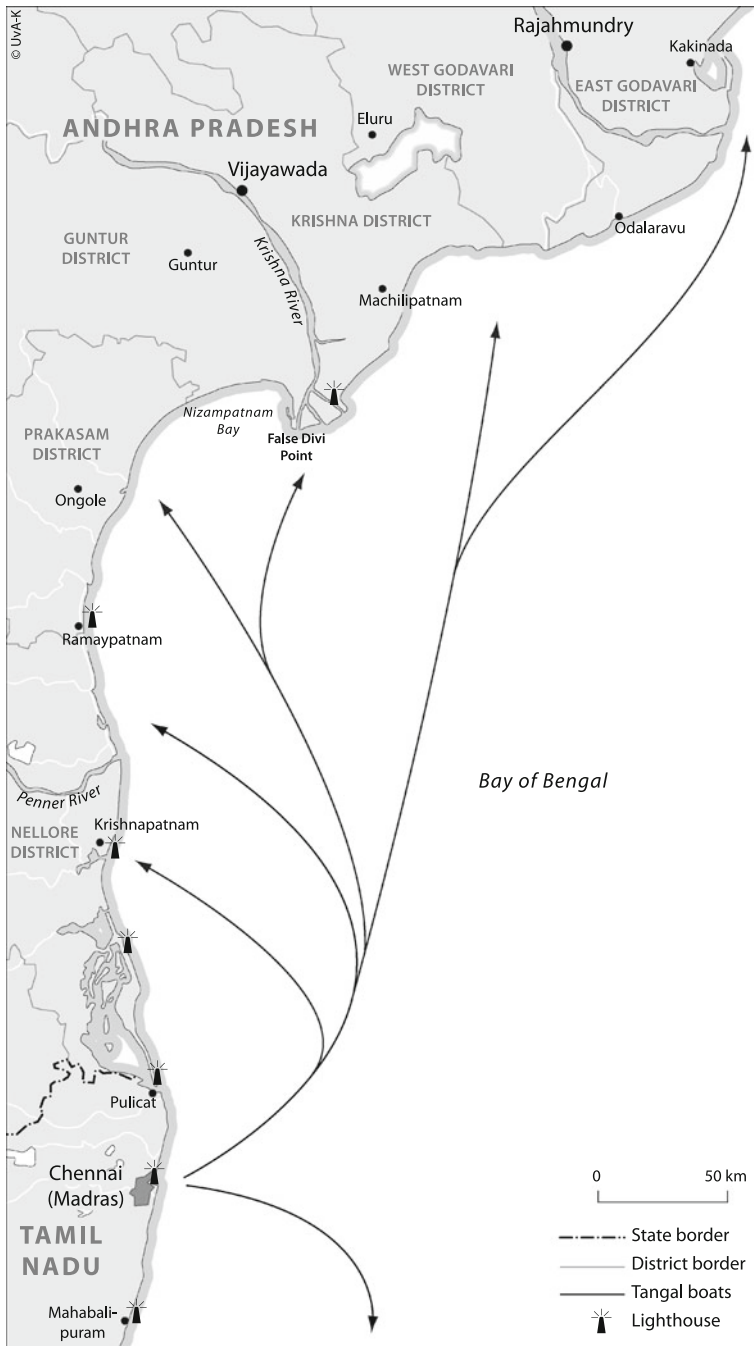 © UvA-K
Rajahmundry
Kakinada
WEST GODAVARI
DISTRICT
EAST GODAVARI
DISTRICT
ANDHRA PRADESH
Eluru
Vijayawada
KRISHNA DISTRICT
Odalaravu
GUNTUR
DISTRICT
Guntur
Krishna River
Machilipatnam
Nizampatnam
Bay
False Divi
Point
PRAKASAM
DISTRICT
Ongole
Ramaypatnam
Bay of Bengal
Penner River
NELLORE
DISTRICT
Krishnapatnam
Pulicat
Chennai
(Madras)
TAMIL
NADU
Mahabali-
puram
0 50 km
State border
District border
Tangal boats
Lighthouse